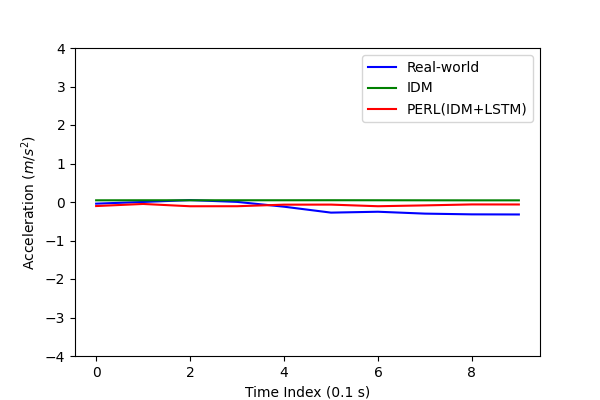 4
3
2
1
0
−1
−2
−3
−4
Acceleration (m/s²)
Real-world
IDM
PERL(IDM+LSTM)
0 2 4 6 8
Time Index (0.1 s)